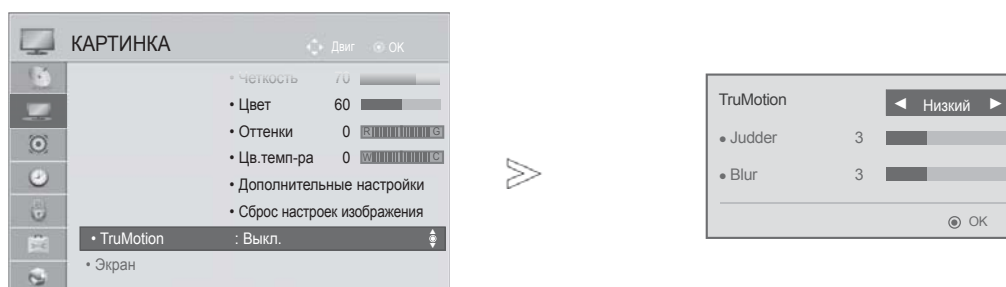 КАРТИНКА
Двиг OK
• Четкость 70
• Цвет 60
• Оттенки 0 R G
• Цв.темп-ра 0 W C
• Дополнительные настройки
• Сброс настроек изображения
• TruMotion : Выкл.
• Экран
TruMotion ◄ Низкий ►
• Judder 3
• Blur 3
OK